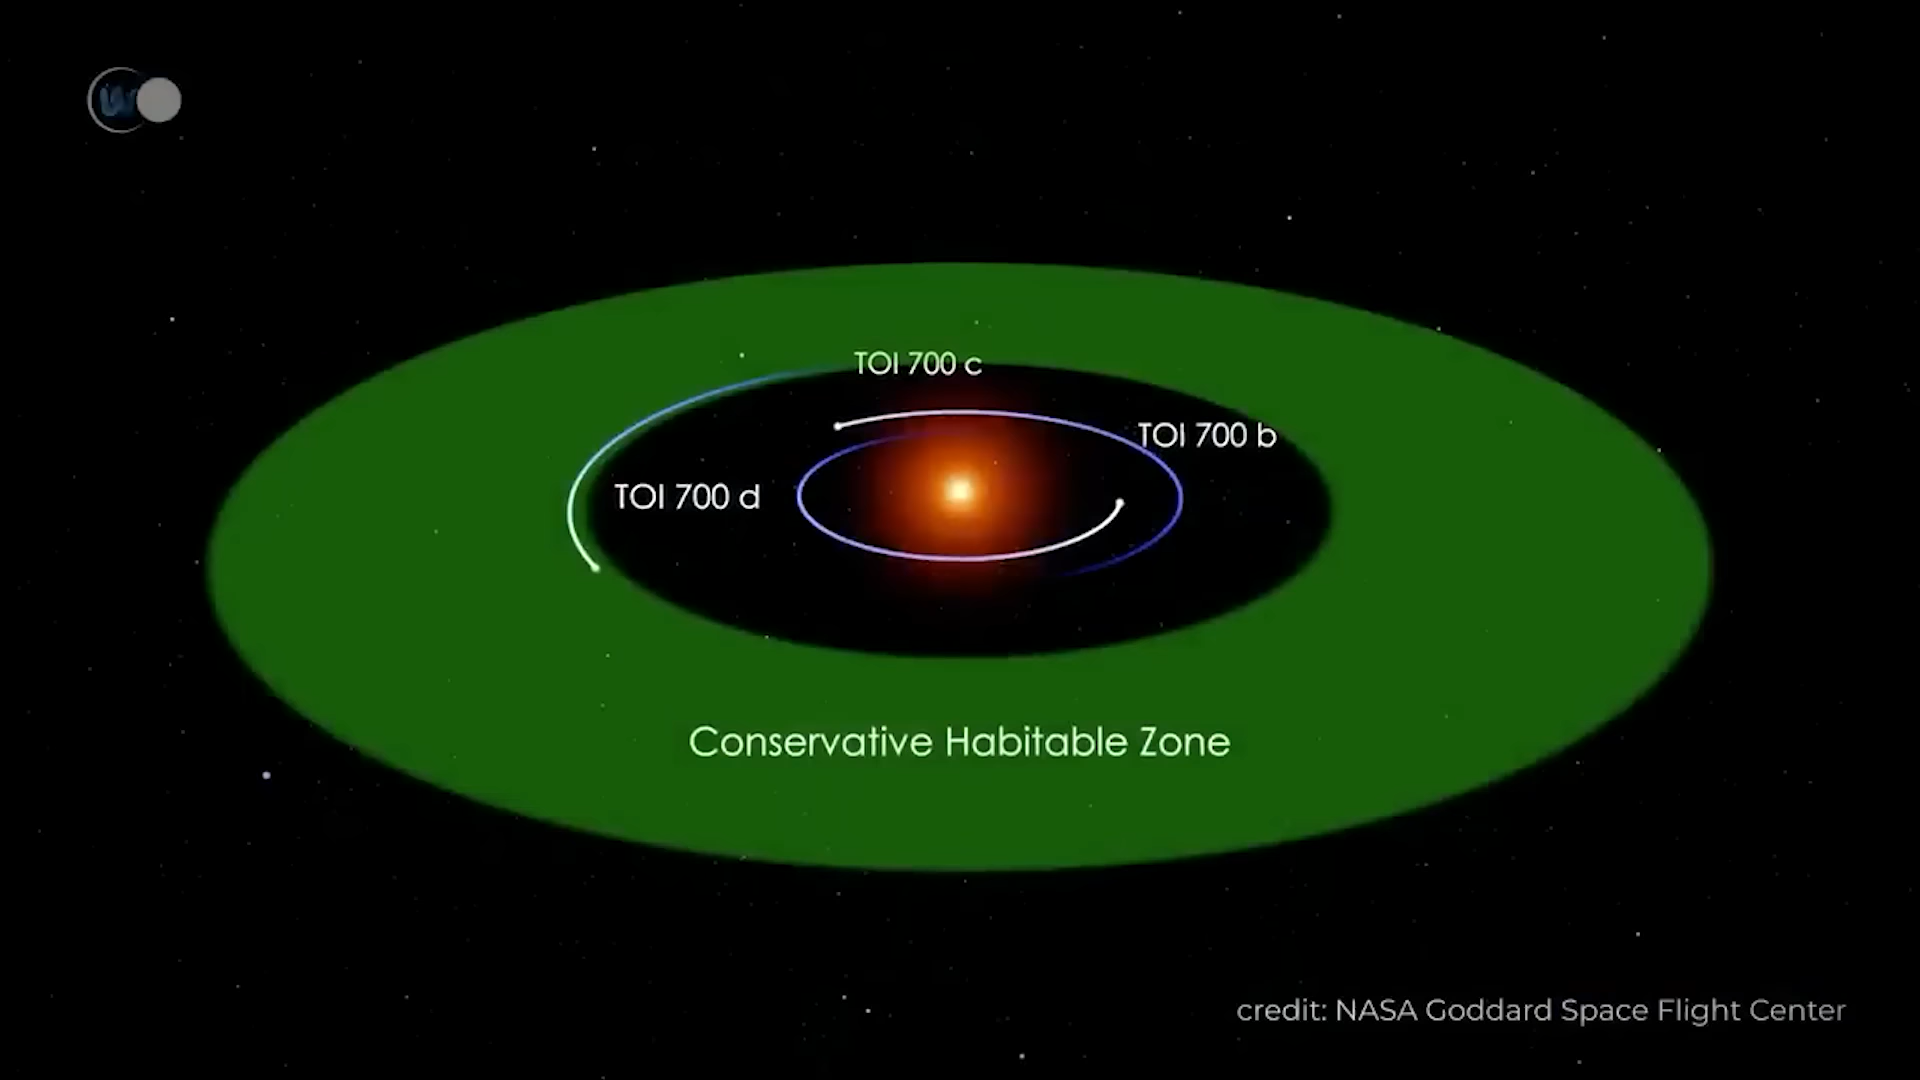 TOI 700 c
TOI 700 b
TOI 700 d
Conservative Habitable Zone
credit: NASA Goddard Space Flight Center